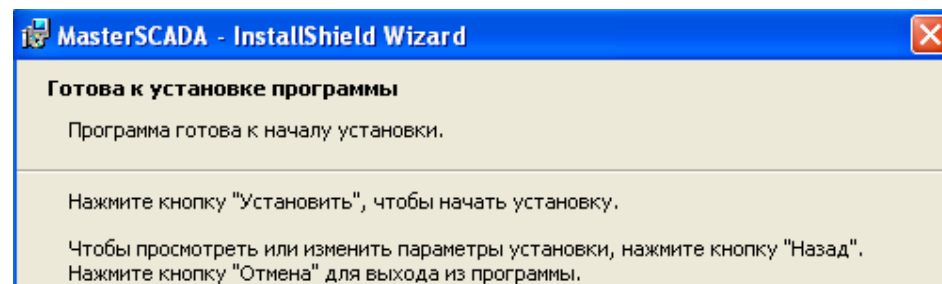 MasterSCADA - InstallShield Wizard
Готова к установке программы
Программа готова к началу установки.
Нажмите кнопку "Установить", чтобы начать установку.
Чтобы просмотреть или изменить параметры установки, нажмите кнопку "Назад".
Нажмите кнопку "Отмена" для выхода из программы.